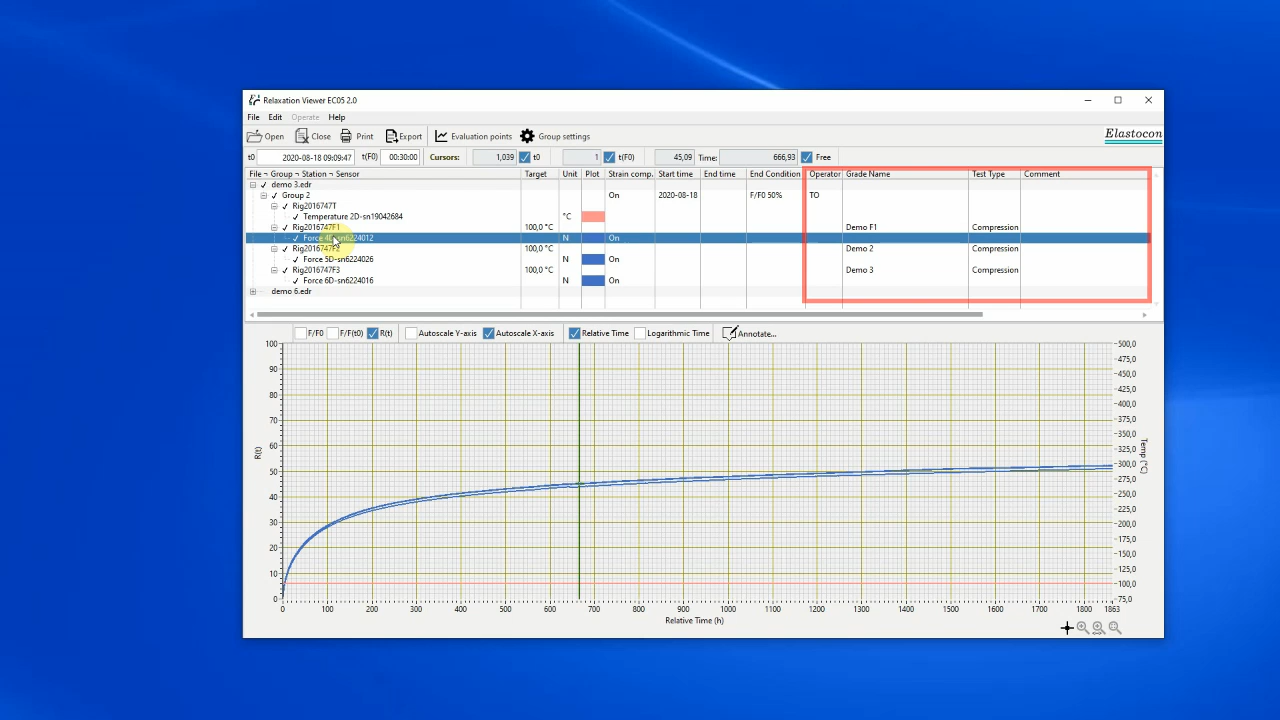 Relaxation Viewer EC05 2.0
File Edit Operate Help
Open Close Print Export Evaluation points Group settings Elastocon
t0 2020-08-18 09:09:47 t(F0) 00:30:00 Cursors: 1,039 t0 1 t(F0) 45,09 Time: 666,93 Free
File ¬ Group ¬ Station ¬ Sensor Target Unit Plot Strain comp. Start time End time End Condition Operator Grade Name Test Type Comment
demo 3.edr
Group 2 On 2020-08-18 F/F0 50% TO
Rig2016747T
Temperature 2D-sn19042684 °C
Rig2016747F1 100,0 °C Demo F1 Compression
Force 4D-sn6224012 N On
Rig2016747F2 100,0 °C Demo 2 Compression
Force 5D-sn6224026 N On
Rig2016747F3 100,0 °C Demo 3 Compression
Force 6D-sn6224016 N On
demo 6.edr
F/F0 F/F(t0) R(t) Autoscale Y-axis Autoscale X-axis Relative Time Logarithmic Time Annotate...
100 500,0
475,0
90 450,0
425,0
80 400,0
375,0
70 350,0
60 325,0
300,0
R(t) 50 275,0 Temp (°C)
40 250,0
225,0
30 200,0
175,0
20 150,0
125,0
10 100,0
0 75,0
0 100 200 300 400 500 600 700 800 900 1000 1100 1200 1300 1400 1500 1600 1700 1800 1863
Relative Time (h)